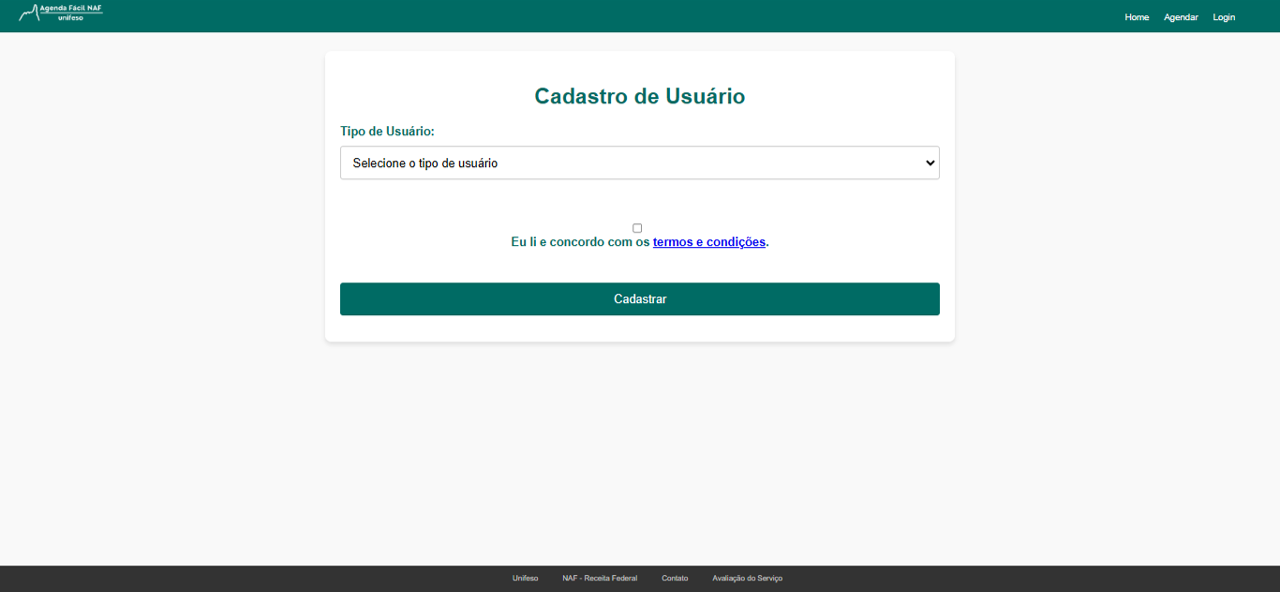 Agenda Fácil NAF
unifeso
Home Agendar Login
Cadastro de Usuário
Tipo de Usuário:
Selecione o tipo de usuário
Eu li e concordo com os termos e condições.
Cadastrar
Unifeso NAF - Receita Federal Contato Avaliação do Serviço